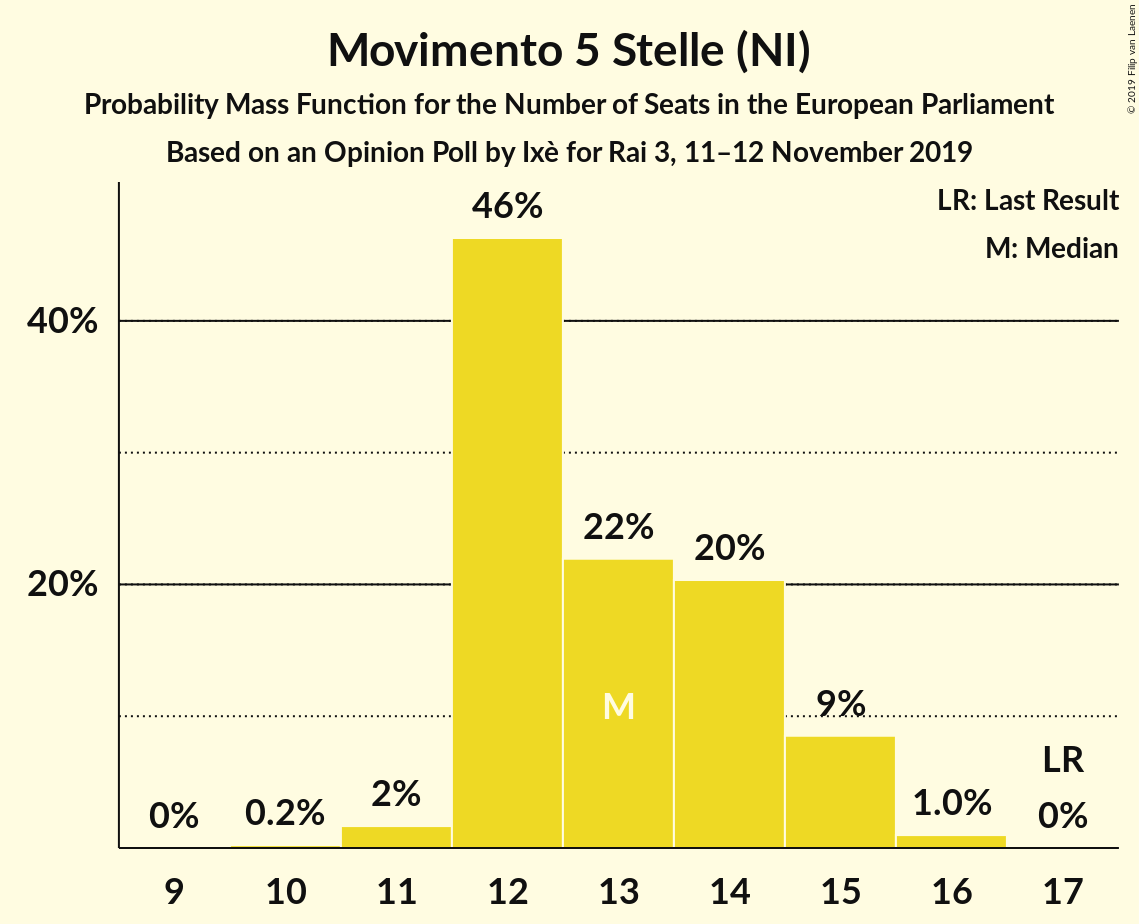 Movimento 5 Stelle (NI)
Probability Mass Function for the Number of Seats in the European Parliament
Based on an Opinion Poll by Ixè for Rai 3, 11–12 November 2019
© 2019 Filip van Laenen
LR: Last Result
M: Median
40%
20%
0%
0.2%
2%
46%
22%
20%
9%
1.0%
LR
0%
M
9 10 11 12 13 14 15 16 17